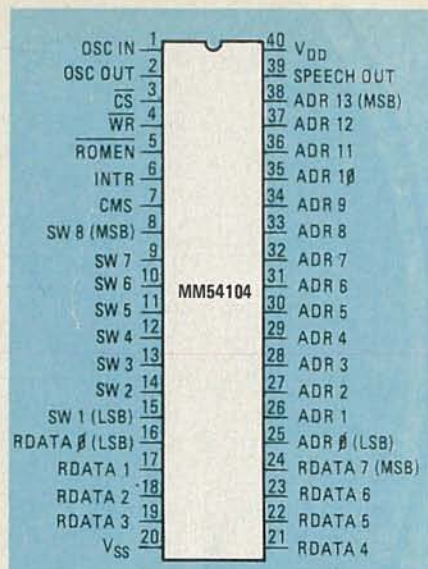 OSC IN 1
OSC OUT 2
C̅S̅ 3
W̅R̅ 4
R̅O̅M̅E̅N̅ 5
INTR 6
CMS 7
SW 8 (MSB) 8
SW 7 9
SW 6 10
SW 5 11
SW 4 12
SW 3 13
SW 2 14
SW 1 (LSB) 15
RDATA 0 (LSB) 16
RDATA 1 17
RDATA 2 18
RDATA 3 19
VSS 20
MM54104
40 VDD
39 SPEECH OUT
38 ADR 13 (MSB)
37 ADR 12
36 ADR 11
35 ADR 10
34 ADR 9
33 ADR 8
32 ADR 7
31 ADR 6
30 ADR 5
29 ADR 4
28 ADR 3
27 ADR 2
26 ADR 1
25 ADR 0 (LSB)
24 RDATA 7 (MSB)
23 RDATA 6
22 RDATA 5
21 RDATA 4